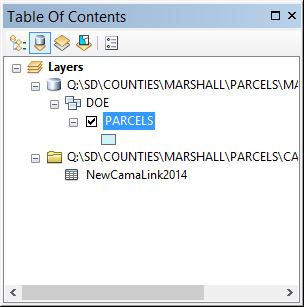 Table Of Contents
Layers
Q:\SD\COUNTIES\MARSHALL\PARCELS\MA
DOE
PARCELS
Q:\SD\COUNTIES\MARSHALL\PARCELS\CA
NewCamaLink2014